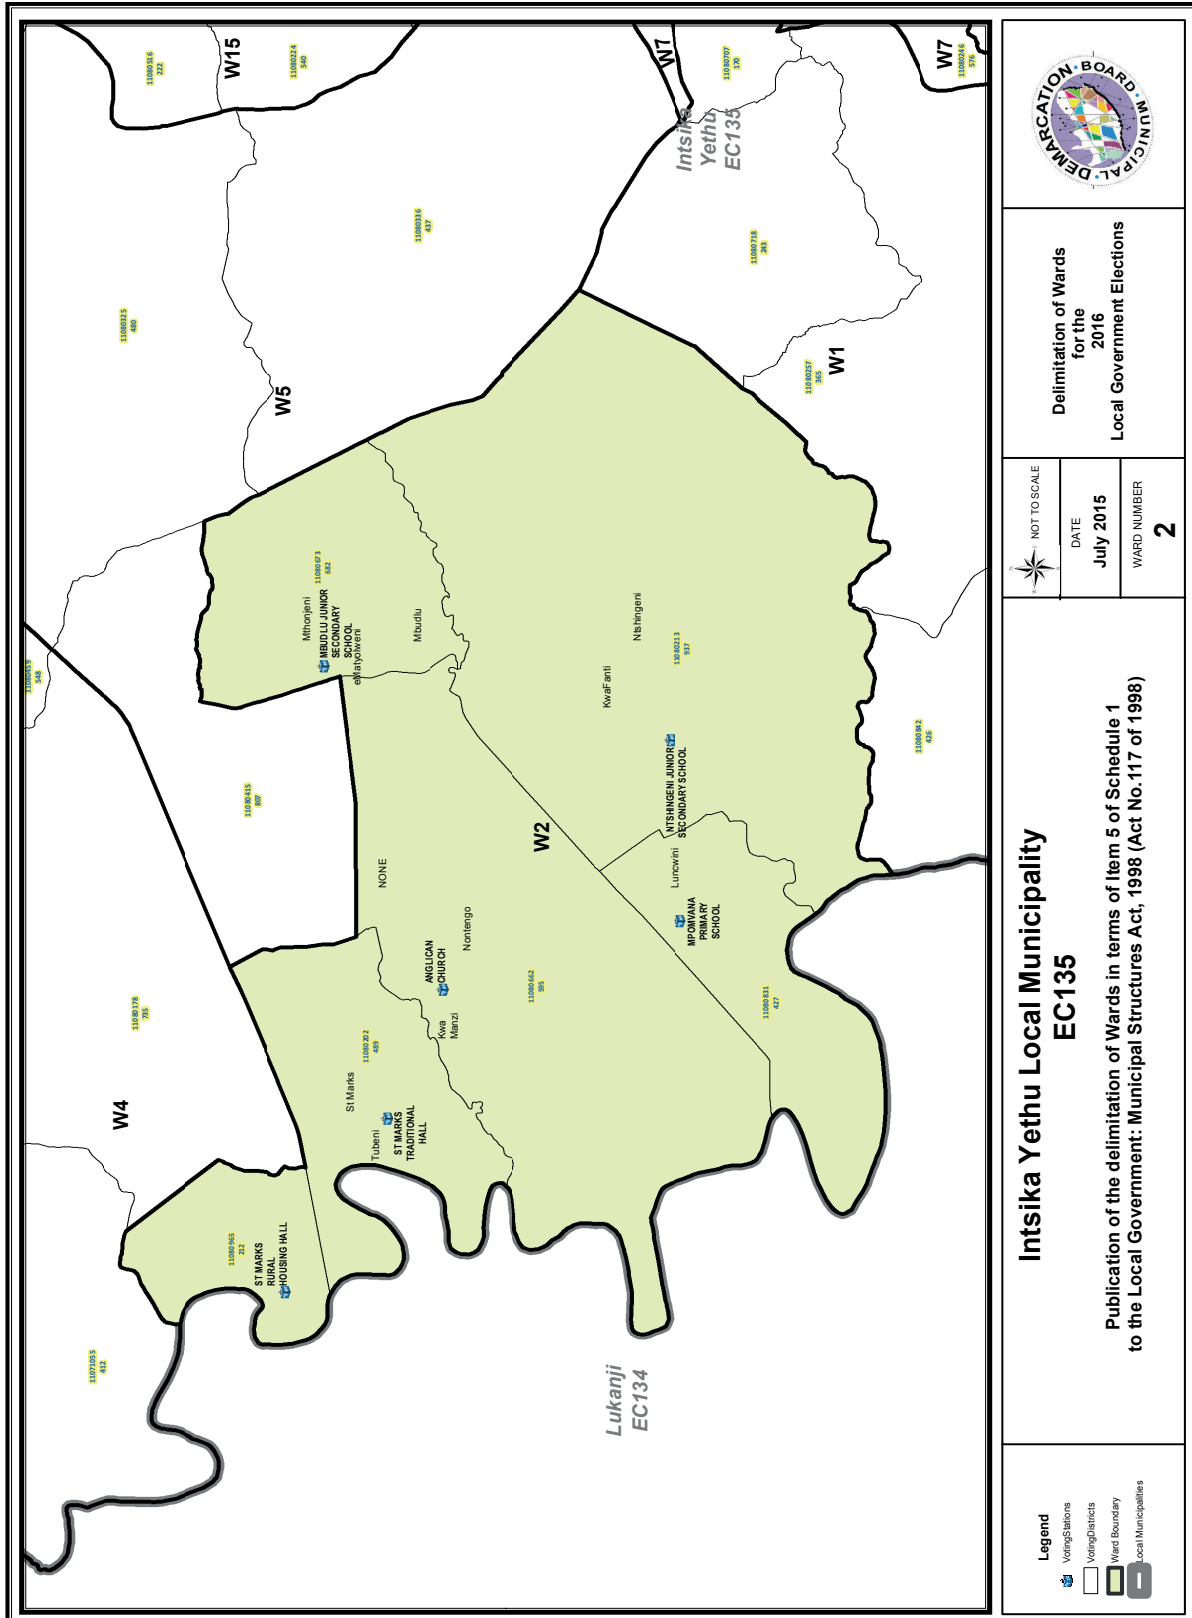 11080516
222
W15
11080224
540
W7
11080707
170
W7
11080246
576
Intsika
Yethu
EC135
11080336
437
11080718
243
11080325
480
W5
11080257
365
W1
11080673
682
Mthonjeni
MBUDLU JUNIOR
SECONDARY
SCHOOL
eMatyolweni
Mbudlu
Ntshingeni
11080213
937
KwaFanti
11080459
548
NTSHINGENI JUNIOR
SECONDARY SCHOOL
11080842
426
11080415
807
W2
NONE
Luncwini
MPOMVANA
PRIMARY
SCHOOL
ANGLICAN
CHURCH
Nontengo
11080662
595
11080831
427
11080178
735
Kwa
Manzi
11080202
489
St Marks
W4
Tubeni
ST MARKS
TRADITIONAL
HALL
11080965
212
ST MARKS
RURAL
HOUSING HALL
11071055
412
Lukanji
EC134
Legend
VotingStations
VotingDistricts
Ward Boundary
Local Municipalities
Intsika Yethu Local Municipality
EC135
Publication of the delimitation of Wards in terms of Item 5 of Schedule 1
to the Local Government: Municipal Structures Act, 1998 (Act No.117 of 1998)
NOT TO SCALE
DATE
July 2015
WARD NUMBER
2
Delimitation of Wards
for the
2016
Local Government Elections
MUNICIPAL • DEMARCATION • BOARD •